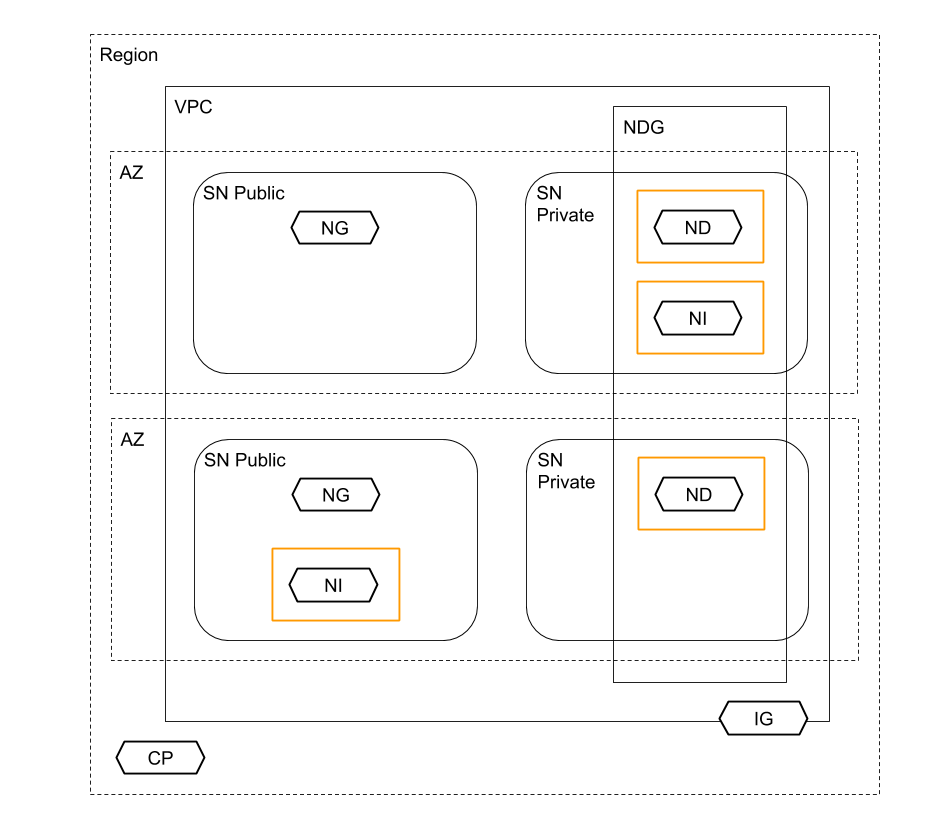 Region
VPC
NDG
AZ
SN Public
NG
SN
Private
ND
NI
AZ
SN Public
NG
NI
SN
Private
ND
IG
CP